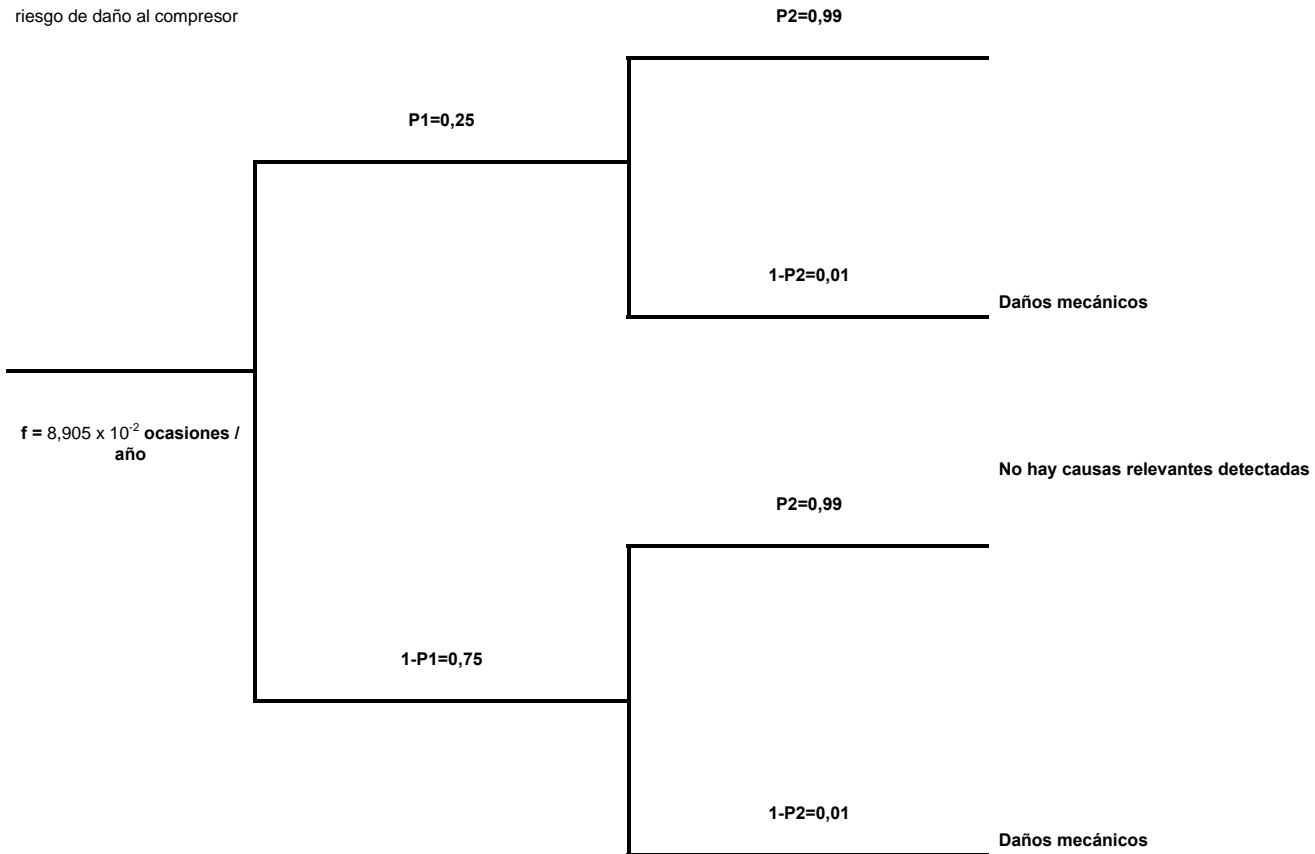 riesgo de daño al compresor
P2=0,99
P1=0,25
1-P2=0,01
Daños mecánicos
f = 8,905 x 10⁻² ocasiones /
año
No hay causas relevantes detectadas
P2=0,99
1-P1=0,75
1-P2=0,01
Daños mecánicos